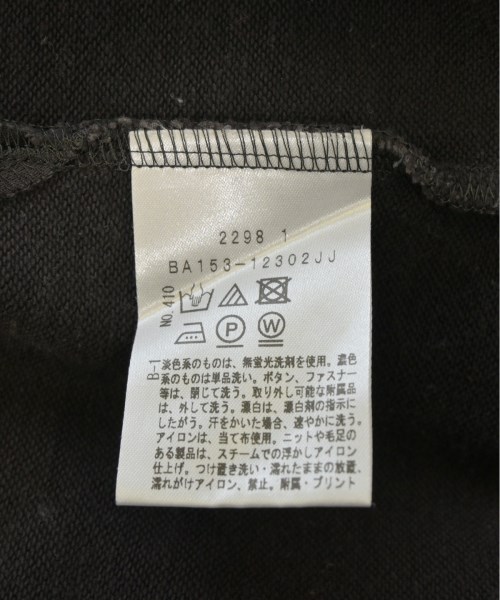 2298 1
BA153-12302JJ
NO.410
P W
B-1
淡色系のものは、無蛍光洗剤を使用。濃色
系のものは単品洗い。ボタン、ファスナー
等は、閉じて洗う。取り外し可能な附属品
は、外して洗う。漂白は、漂白剤の指示に
したがう。汗をかいた場合、速やかに洗う。
アイロンは、当て布使用。ニットや毛足の
ある製品は、スチームでの浮かしアイロン
仕上げ。つけ置き洗い・濡れたままの放置、
濡れがけアイロン、禁止。附属・プリント